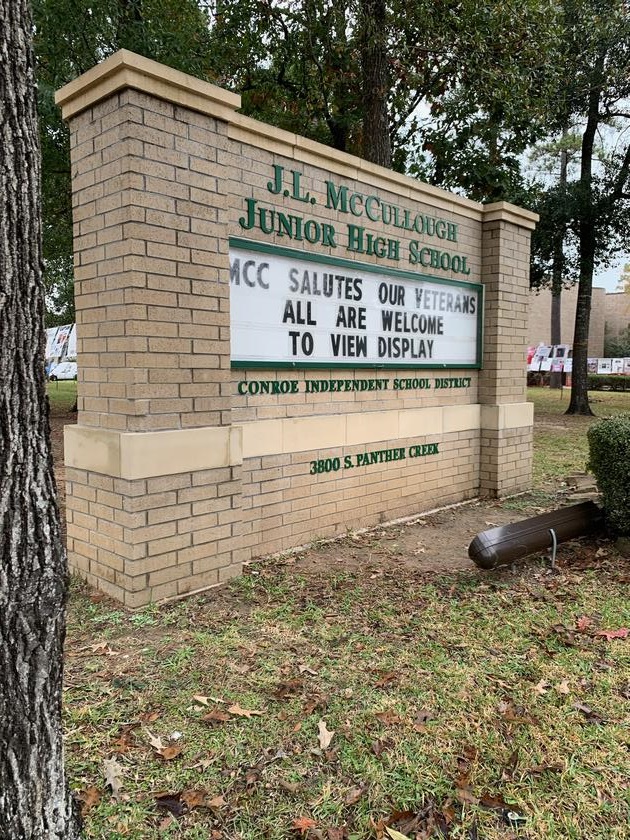 J.L. McCullough
Junior High School
MCC SALUTES OUR VETERANS
ALL ARE WELCOME
TO VIEW DISPLAY
CONROE INDEPENDENT SCHOOL DISTRICT
3800 S. PANTHER CREEK